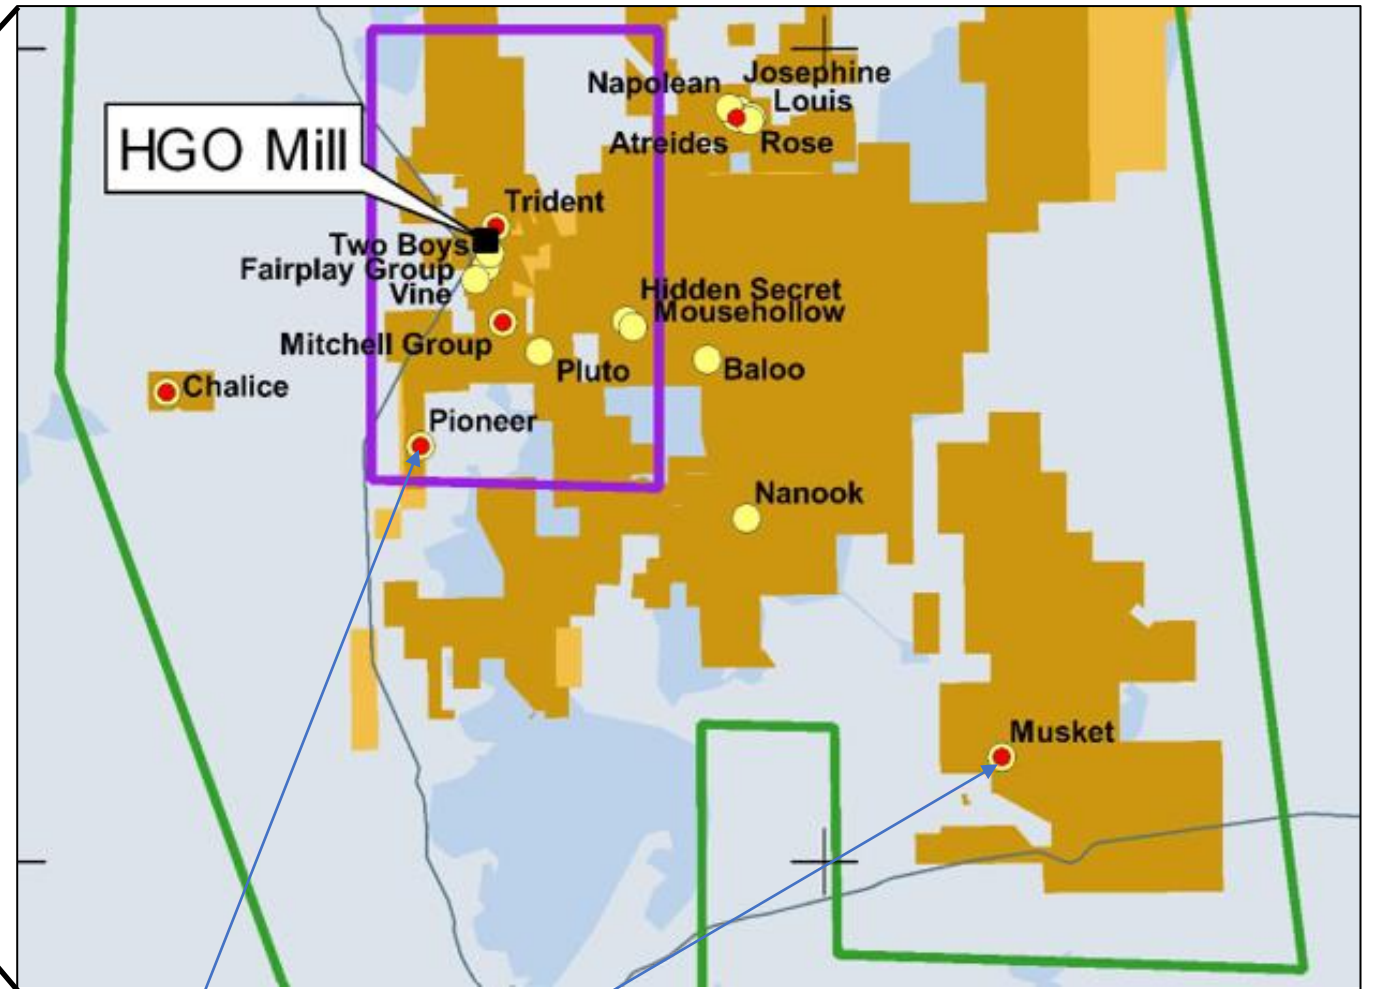 Napolean
Josephine
Louis
Atreides
Rose
HGO Mill
Trident
Two Boys
Fairplay Group
Vine
Hidden Secret
Mousehollow
Mitchell Group
Pluto
Baloo
Chalice
Pioneer
Nanook
Musket